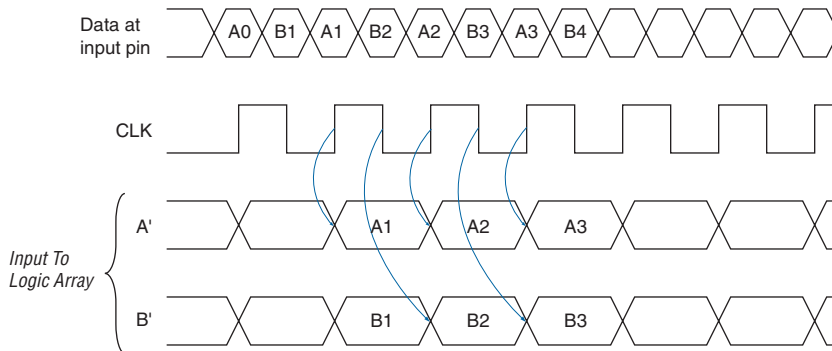 Data at
input pin
A0 B1 A1 B2 A2 B3 A3 B4
CLK
A'
A1 A2 A3
Input To
Logic Array
B'
B1 B2 B3